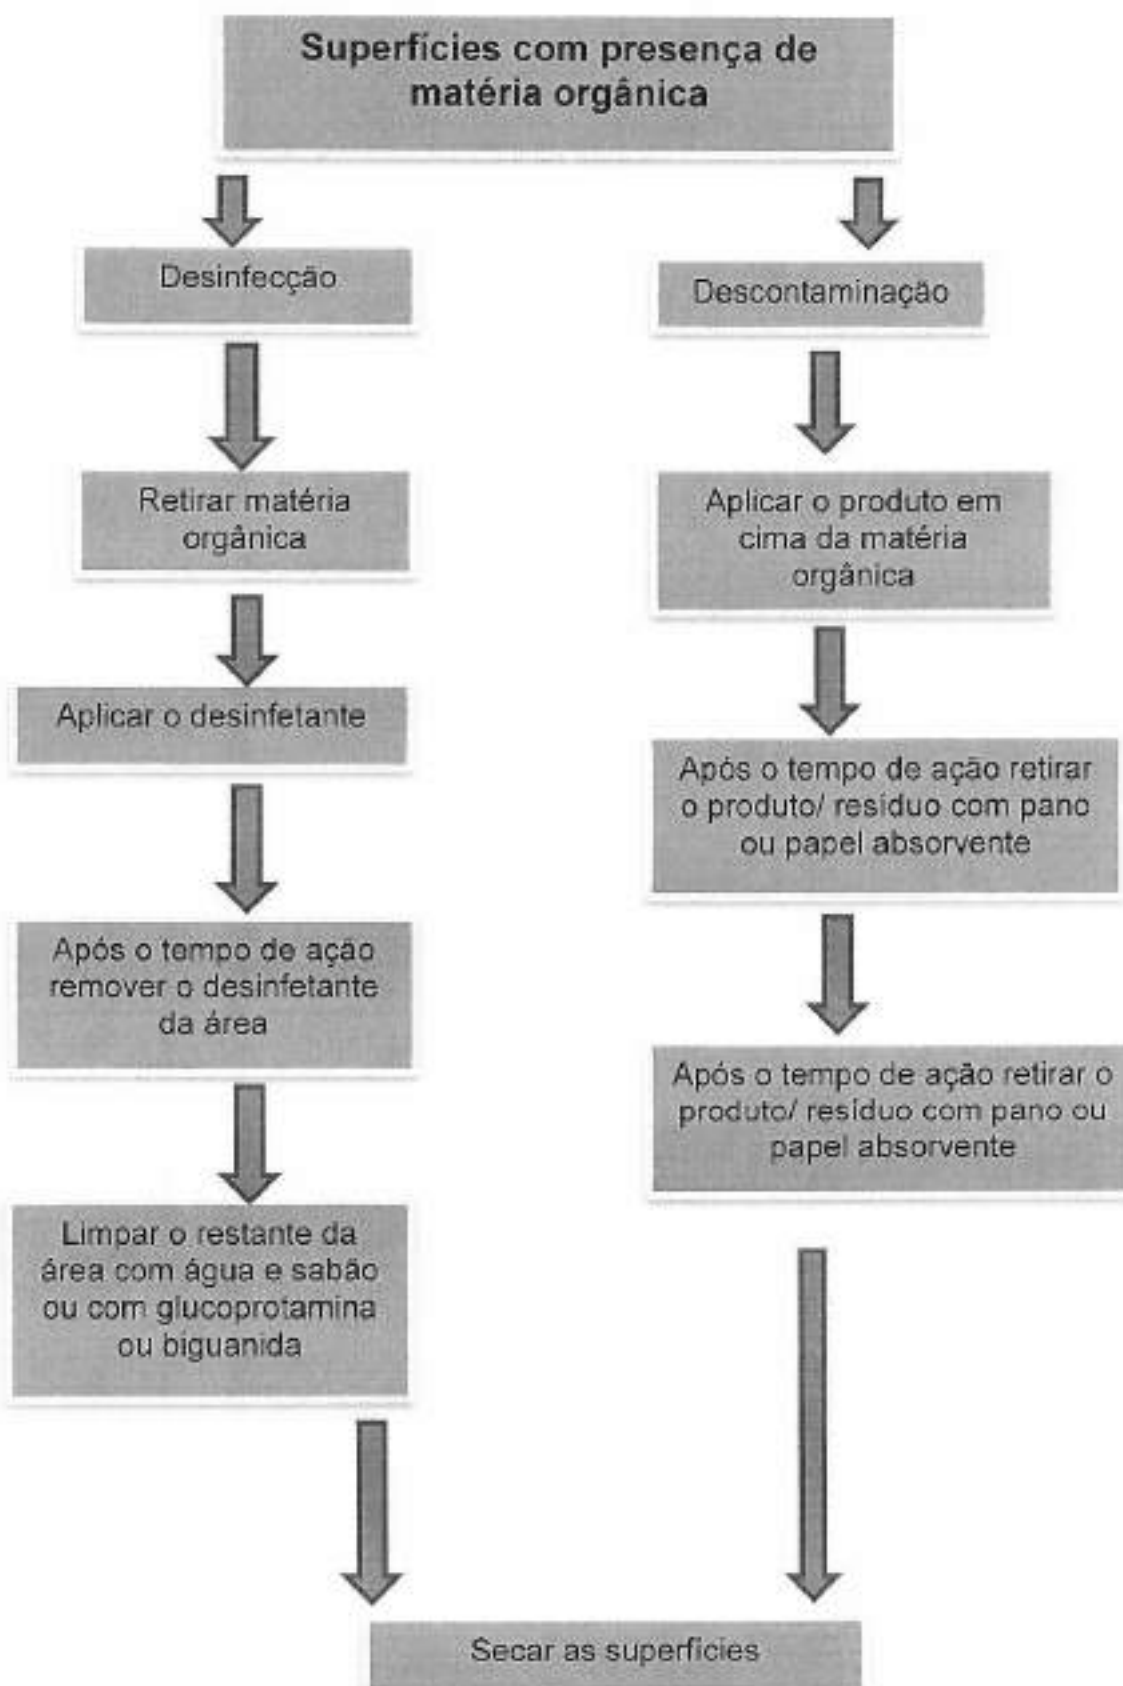 Superfícies com presença de
matéria orgânica
Desinfecção
Retirar matéria
orgânica
Aplicar o desinfetante
Após o tempo de ação
remover o desinfetante
da área
Limpar o restante da
área com água e sabão
ou com glucoprotamina
ou biguanida
Descontaminação
Aplicar o produto em
cima da matéria
orgânica
Após o tempo de ação retirar
o produto/ resíduo com pano
ou papel absorvente
Após o tempo de ação retirar o
produto/ resíduo com pano ou
papel absorvente
Secar as superfícies